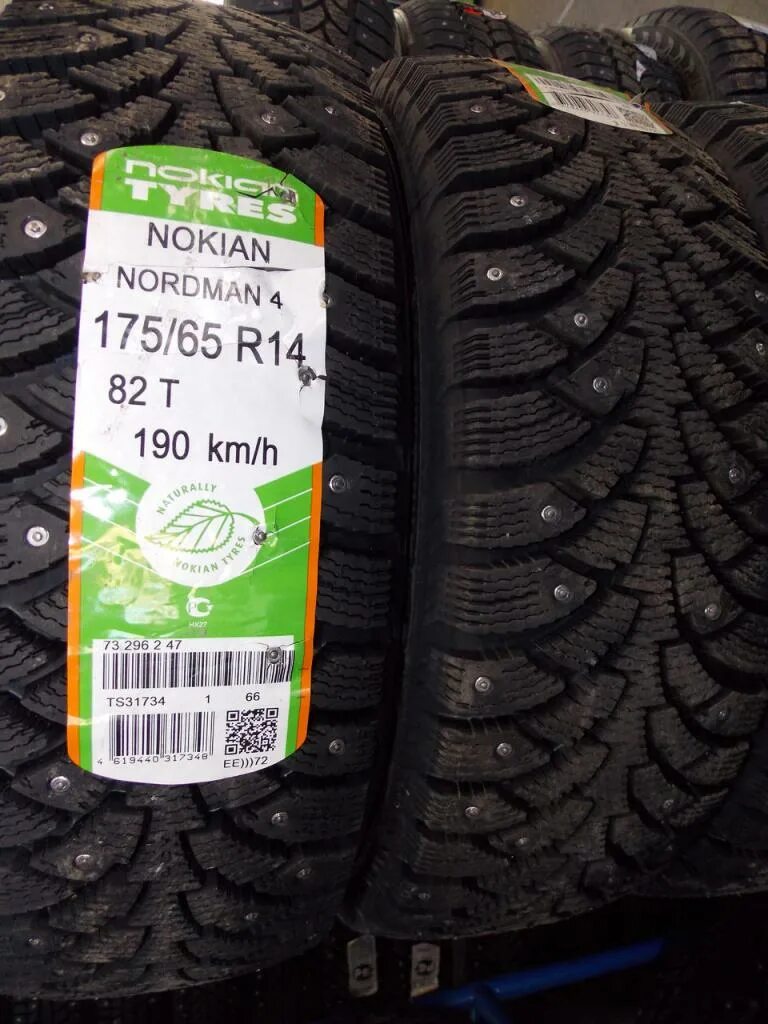 nokian
TYRES
NOKIAN
NORDMAN 4
175/65 R14
82 T
190 km/h
NATURALLY
NOKIAN TYRES
HX27
73 296 2 47
TS31734 1 66
4 619440 317348
EE)))72